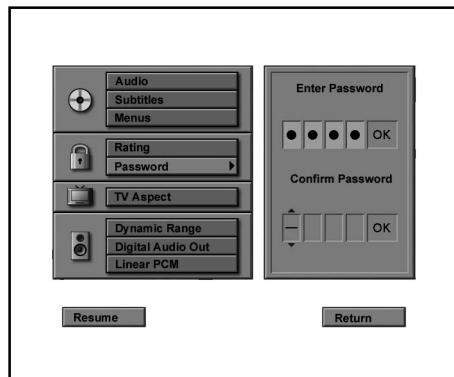 Audio
Subtitles
Menus
Rating
Password
TV Aspect
Dynamic Range
Digital Audio Out
Linear PCM
Enter Password
OK
Confirm Password
OK
Resume
Return